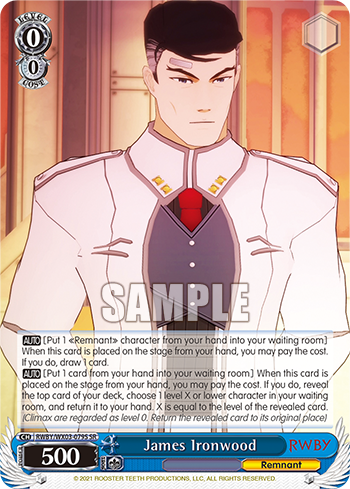 LEVEL
0
0
COST
SAMPLE
AUTO [Put 1 «Remnant» character from your hand into your waiting room]
When this card is placed on the stage from your hand, you may pay the cost.
If you do, draw 1 card.
AUTO [Put 1 card from your hand into your waiting room] When this card is
placed on the stage from your hand, you may pay the cost. If you do, reveal
the top card of your deck, choose 1 level X or lower character in your waiting
room, and return it to your hand. X is equal to the level of the revealed card.
(Climax are regarded as level 0. Return the revealed card to its original place)
CH RWBY/WX03-079S SR
James Ironwood
RWBY
POWER 500
Remnant
© 2021 ROOSTER TEETH PRODUCTIONS, LLC, ALL RIGHTS RESERVED.